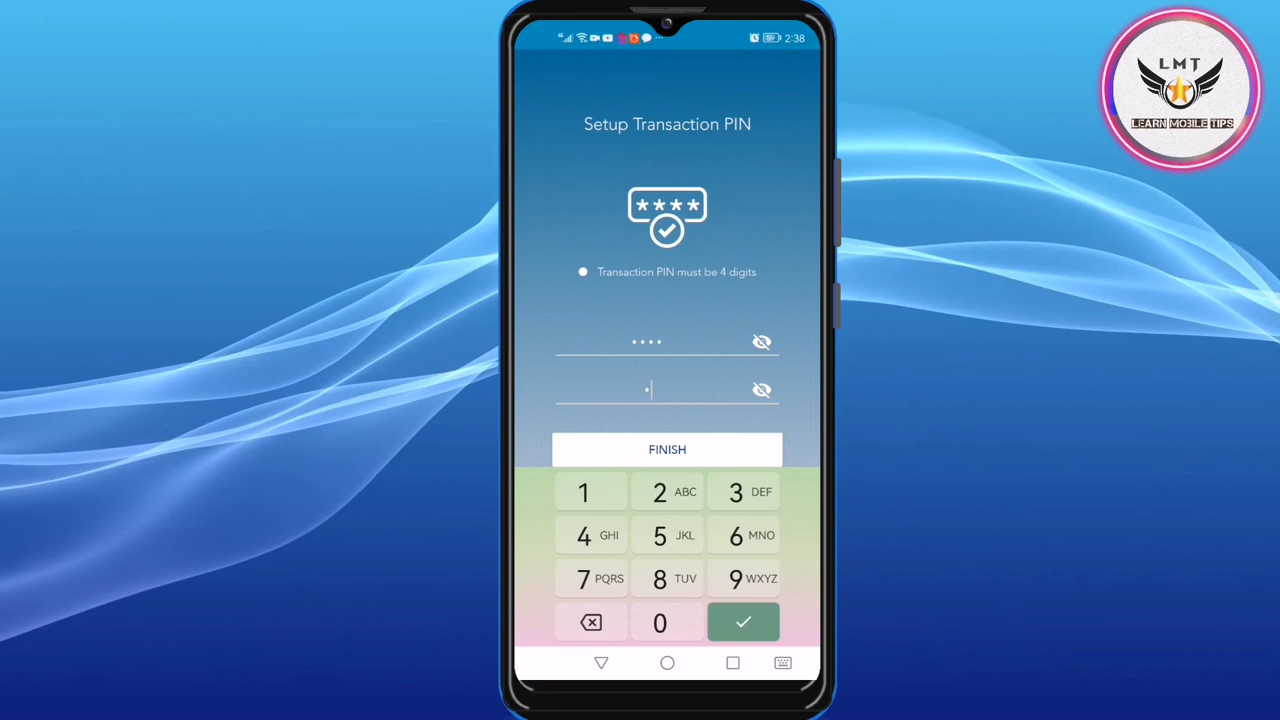 2:38
LMT
LEARN MOBILE TIPS
Setup Transaction PIN
****
Transaction PIN must be 4 digits
••••
•
FINISH
1 2 ABC 3 DEF
4 GHI 5 JKL 6 MNO
7 PQRS 8 TUV 9 WXYZ
0